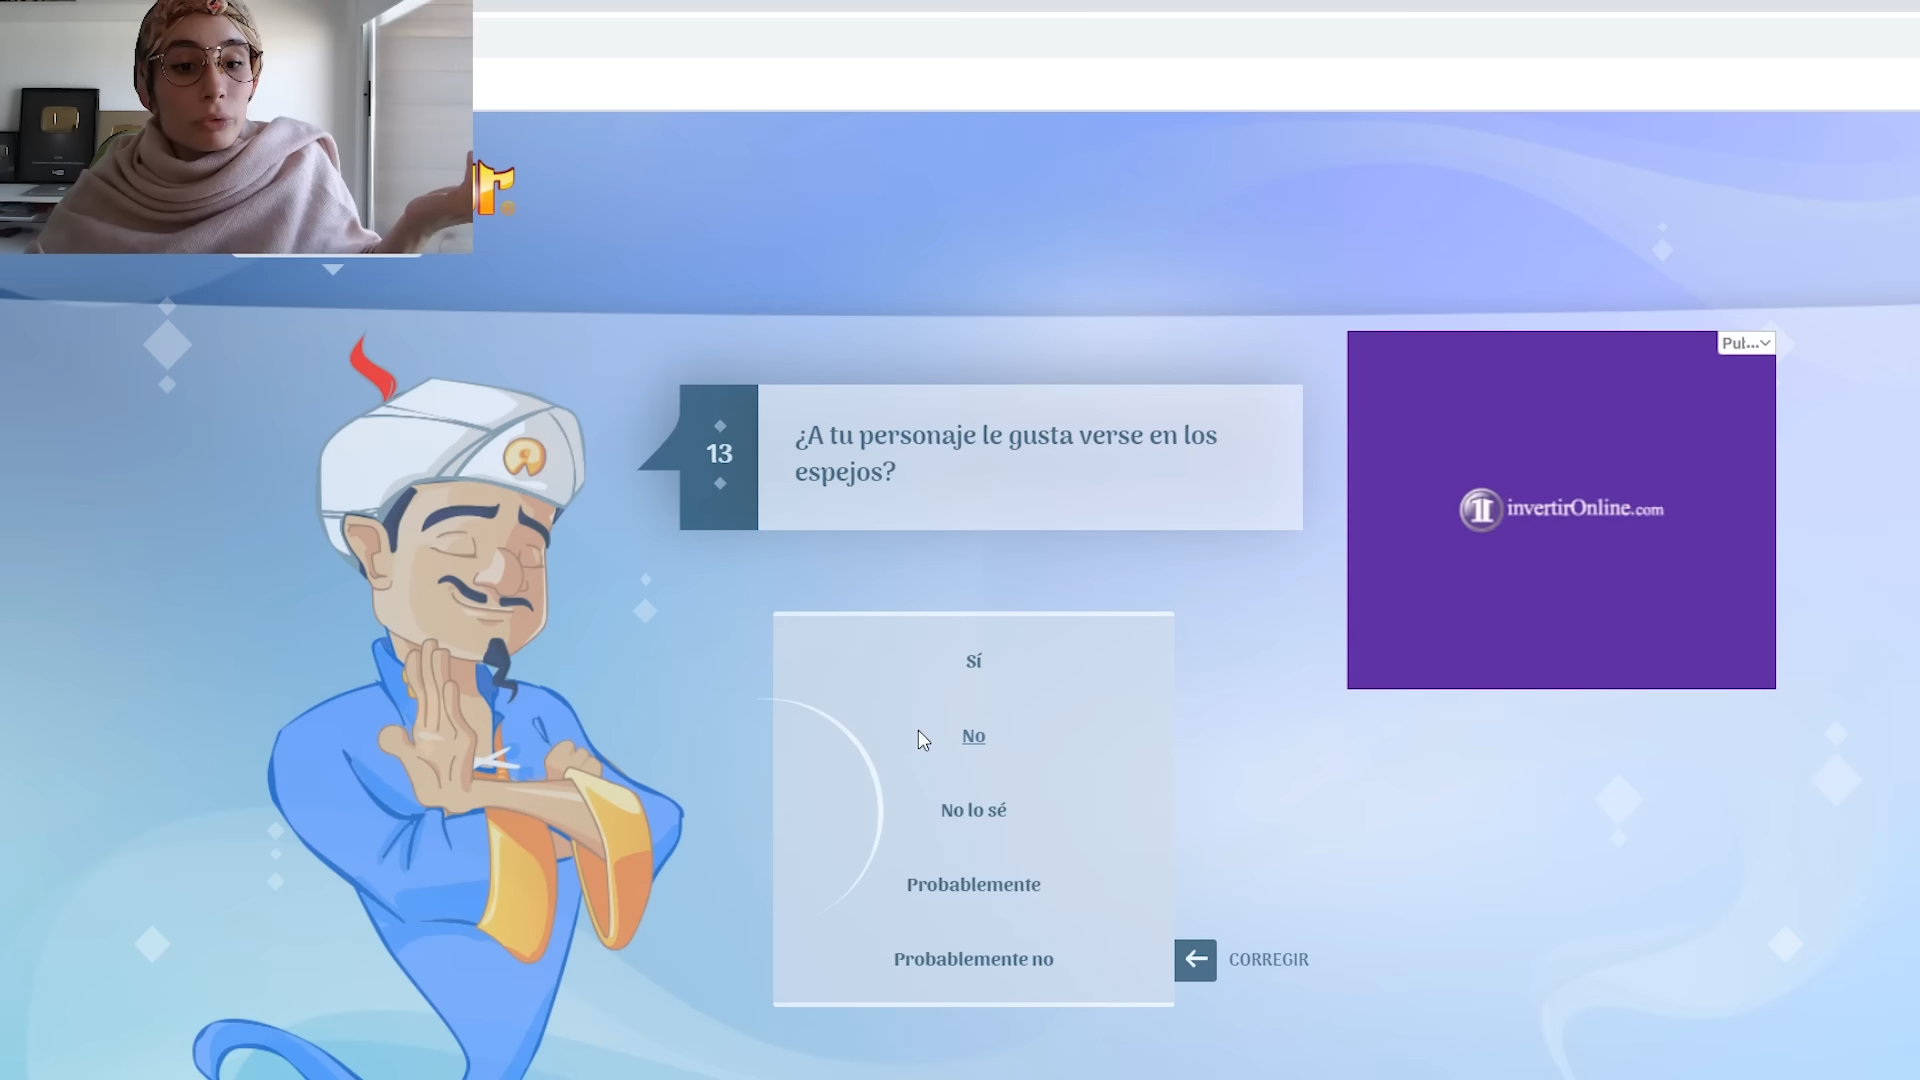 r.
Put...
13
¿A tu personaje le gusta verse en los
espejos?
invertirOnline.com
Sí
No
No lo sé
Probablemente
Probablemente no
CORREGIR